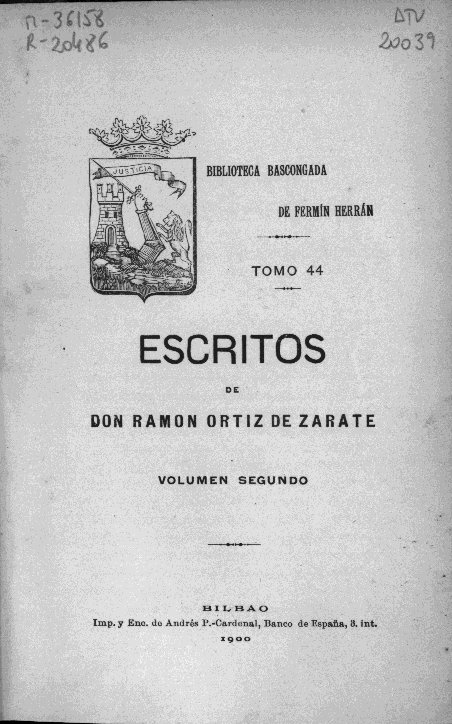 n-36158
R-20486
DTV
20039
JUSTICIA
BIBLIOTECA BASCONGADA
DE FERMÍN HERRÁN
TOMO 44
ESCRITOS
DE
DON RAMON ORTIZ DE ZARATE
VOLUMEN SEGUNDO
BILBAO
Imp. y Enc. de Andrés P.-Cardenal, Banco de España, 3. int.
1900